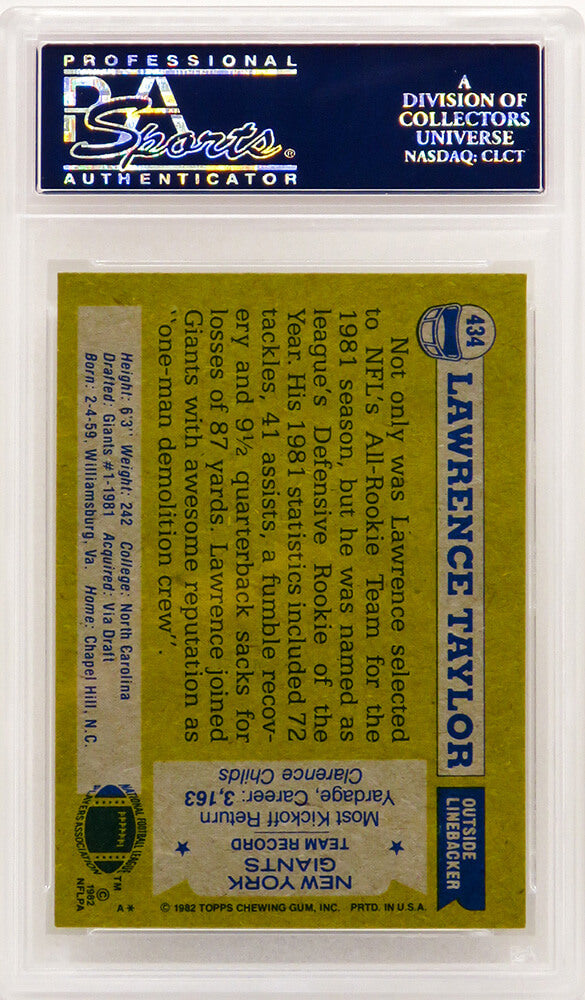 PROFESSIONAL
PSA
Sports®
AUTHENTICATOR
A
DIVISION OF
COLLECTORS
UNIVERSE
NASDAQ: CLCT
434
LAWRENCE TAYLOR
OUTSIDE
LINEBACKER
Not only was Lawrence selected
to NFL's All-Rookie Team for the
1981 season, but he was named as
league's Defensive Rookie of the
Year. His 1981 statistics included 72
tackles, 41 assists, a fumble recov-
ery and 9½ quarterback sacks for
losses of 87 yards. Lawrence joined
Giants with awesome reputation as
"one-man demolition crew".
Height: 6'3" Weight: 242 College: North Carolina
Drafted: Giants #1-1981 Acquired: Via Draft
Born: 2-4-59, Williamsburg, Va. Home: Chapel Hill, N.C.
NEW YORK
GIANTS
★ TEAM RECORD ★
Most Kickoff Return
Yardage, Career: 3,163
Clarence Childs
NATIONAL FOOTBALL LEAGUE
PLAYERS ASSOCIATION
TM
©
1982
NFLPA
A* © 1982 TOPPS CHEWING GUM, INC. PRTD. IN U.S.A.